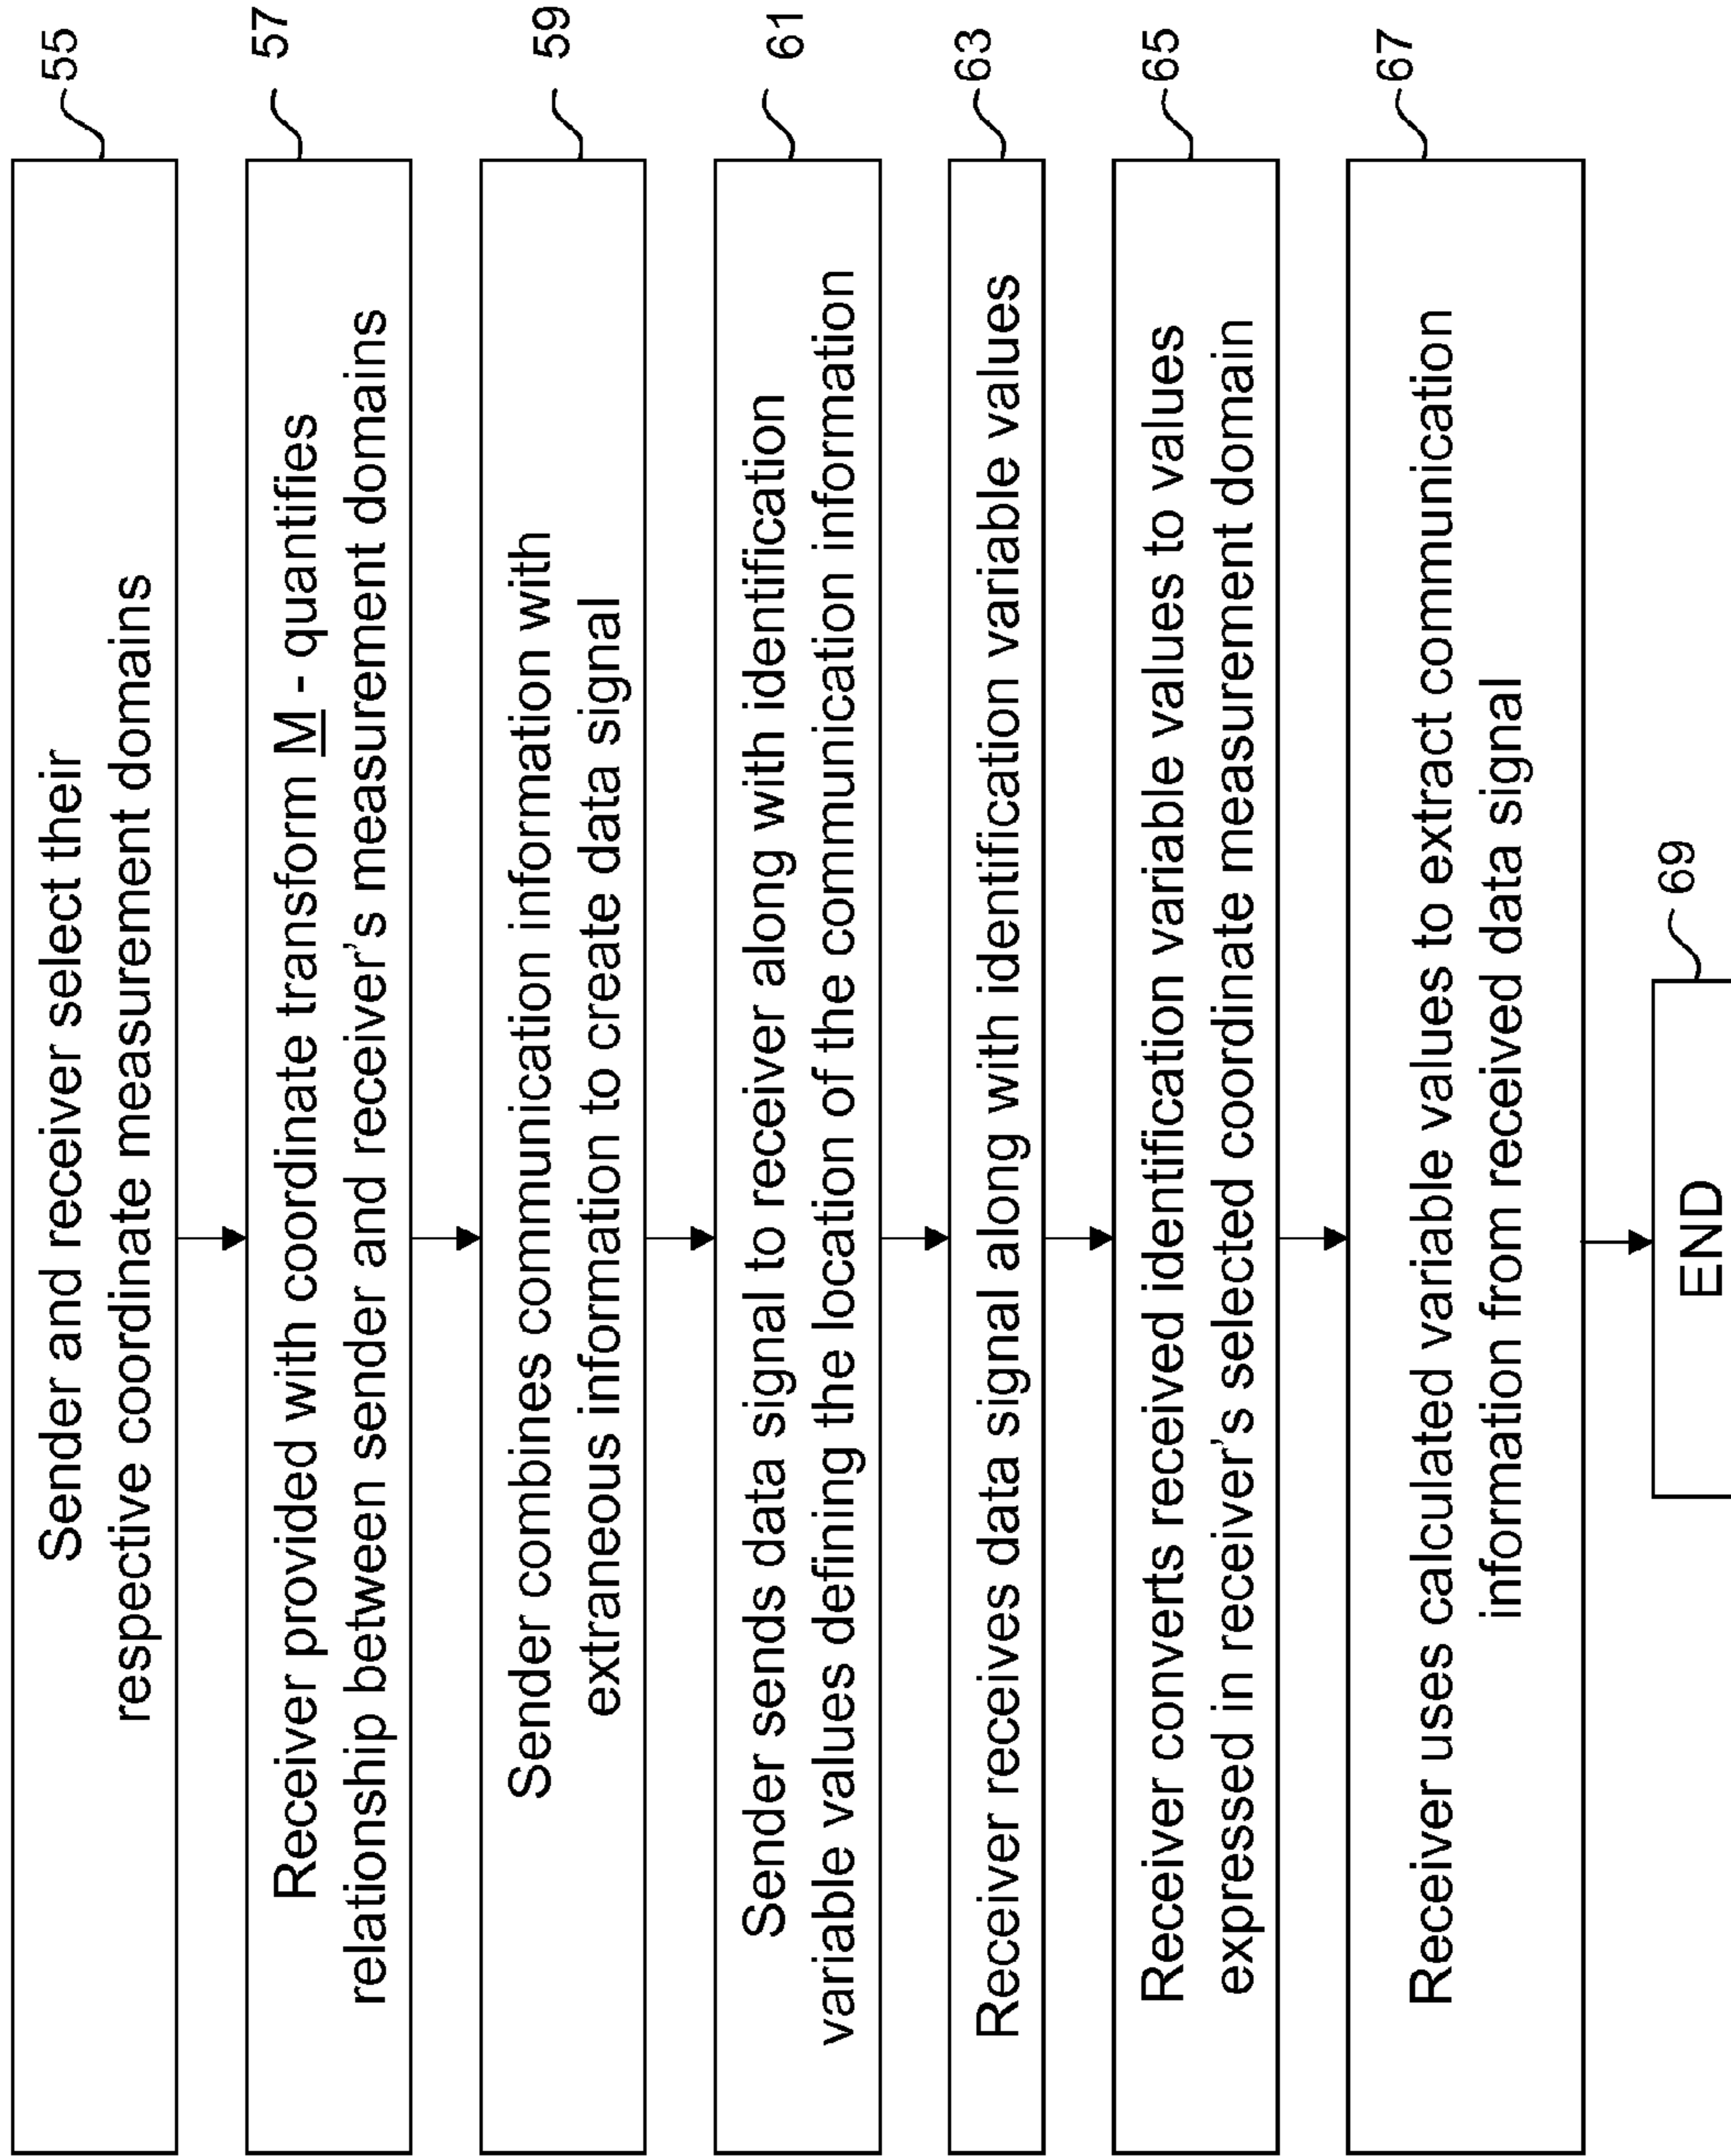 Sender and receiver select their
respective coordinate measurement domains
55
Receiver provided with coordinate transform M - quantifies
relationship between sender and receiver's measurement domains
57
Sender combines communication information with
extraneous information to create data signal
59
Sender sends data signal to receiver along with identification
variable values defining the location of the communication information
61
Receiver receives data signal along with identification variable values
63
Receiver converts received identification variable values to values
expressed in receiver's selected coordinate measurement domain
65
Receiver uses calculated variable values to extract communication
information from received data signal
67
END
69